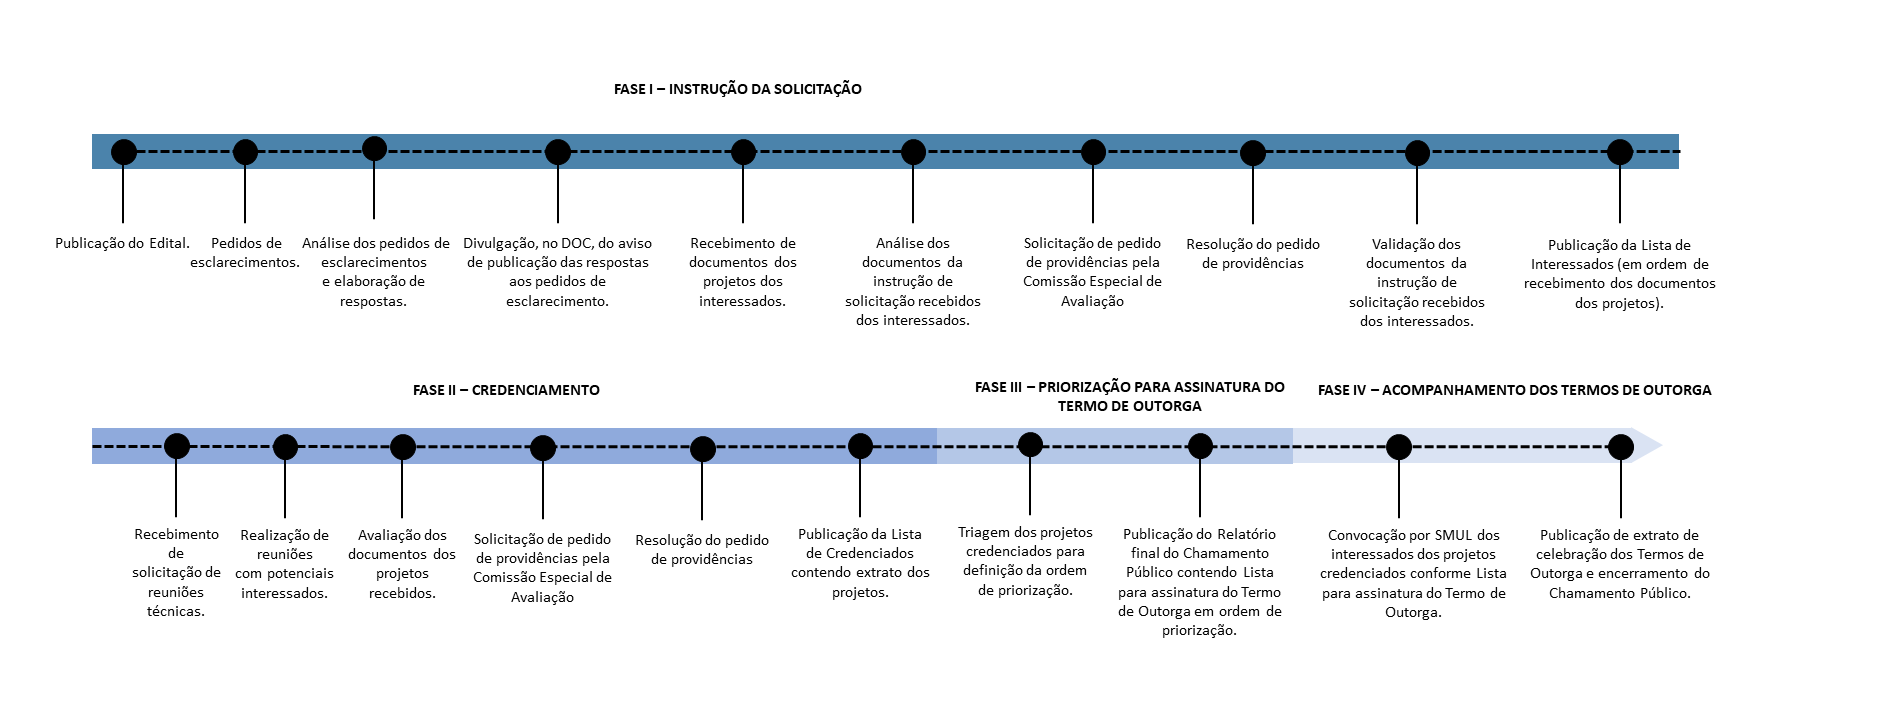 FASE I – INSTRUÇÃO DA SOLICITAÇÃO
Publicação do Edital.
Pedidos de
esclarecimentos.
Análise dos pedidos de
esclarecimentos
e elaboração de
respostas.
Divulgação, no DOC, do aviso
de publicação das respostas
aos pedidos de
esclarecimento.
Recebimento de
documentos dos
projetos dos
interessados.
Análise dos
documentos da
instrução de
solicitação recebidos
dos interessados.
Solicitação de pedido
de providências pela
Comissão Especial de
Avaliação
Resolução do pedido
de providências
Validação dos
documentos da
instrução de
solicitação recebidos
dos interessados.
Publicação da Lista de
Interessados (em ordem de
recebimento dos documentos
dos projetos).
FASE II – CREDENCIAMENTO
Recebimento
de
solicitação de
reuniões
técnicas.
Realização de
reuniões
com potenciais
interessados.
Avaliação dos
documentos dos
projetos
recebidos.
Solicitação de pedido
de providências pela
Comissão Especial de
Avaliação
Resolução do pedido
de providências
Publicação da Lista
de Credenciados
contendo extrato dos
projetos.
FASE III – PRIORIZAÇÃO PARA ASSINATURA DO
TERMO DE OUTORGA
Triagem dos projetos
credenciados para
definição da ordem
de priorização.
Publicação do Relatório
final do Chamamento
Público contendo Lista
para assinatura do Termo
de Outorga em ordem de
priorização.
FASE IV – ACOMPANHAMENTO DOS TERMOS DE OUTORGA
Convocação por SMUL dos
interessados dos projetos
credenciados conforme Lista
para assinatura do Termo de
Outorga.
Publicação de extrato de
celebração dos Termos de
Outorga e encerramento do
Chamamento Público.